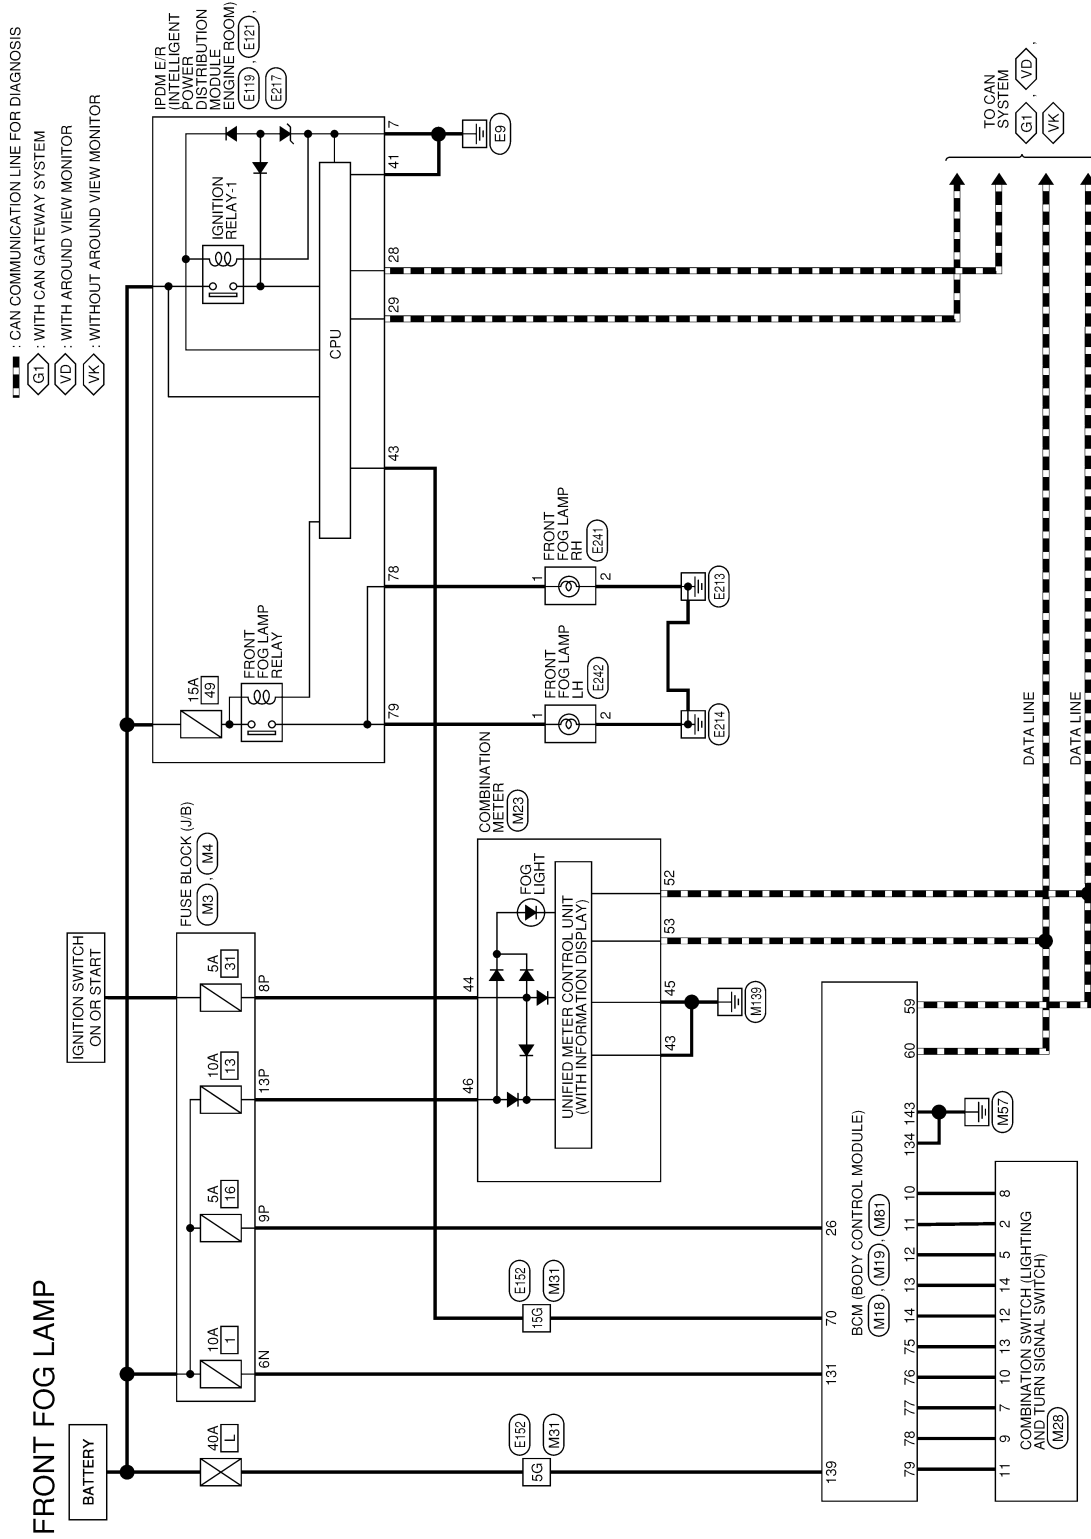 FRONT FOG LAMP
BATTERY
IGNITION SWITCH
ON OR START
: CAN COMMUNICATION LINE FOR DIAGNOSIS
G1 : WITH CAN GATEWAY SYSTEM
VD : WITH AROUND VIEW MONITOR
VK : WITHOUT AROUND VIEW MONITOR
40A
L
10A
1
5A
16
10A
13
5A
31
FUSE BLOCK (J/B)
M3 , M4
6N
9P
13P
8P
15A
49
FRONT
FOG LAMP
RELAY
IGNITION
RELAY-1
CPU
IPDM E/R
(INTELLIGENT
POWER
DISTRIBUTION
MODULE
ENGINE ROOM)
E119 , E121 ,
E217
79
78
43
29
28
41
7
E9
E152
M31
5G
E152
M31
15G
46
44
COMBINATION
METER
M23
FOG
LIGHT
UNIFIED METER CONTROL UNIT
(WITH INFORMATION DISPLAY)
43
45
53
52
M139
1
FRONT
FOG LAMP
LH
E242
2
E214
1
FRONT
FOG LAMP
RH
E241
2
E213
139
131
70
26
BCM (BODY CONTROL MODULE)
M18 , M19 , M81
79
78
77
76
75
14
13
12
11
10
134
143
60
59
M57
11
9
7
10
13
12
14
5
2
8
COMBINATION SWITCH (LIGHTING
AND TURN SIGNAL SWITCH)
M28
DATA LINE
DATA LINE
TO CAN
SYSTEM
G1 , VD ,
VK